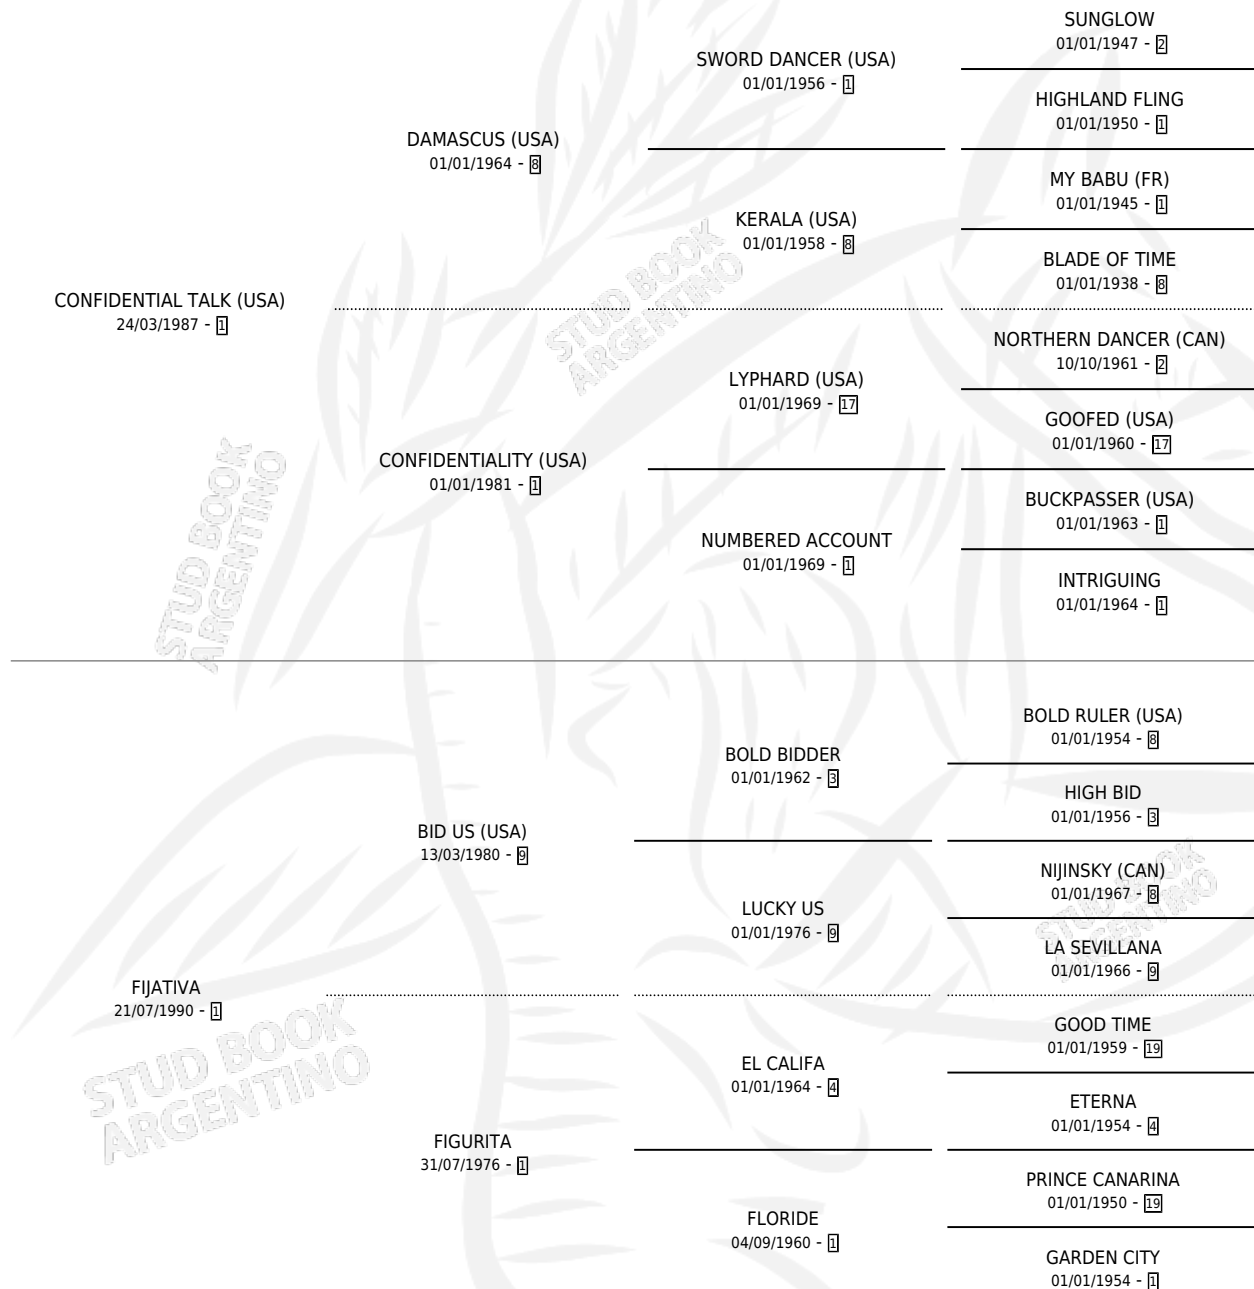 SUNGLOW
01/01/1947 - 2
SWORD DANCER (USA)
01/01/1956 - 1
HIGHLAND FLING
01/01/1950 - 1
DAMASCUS (USA)
01/01/1964 - 8
MY BABU (FR)
01/01/1945 - 1
KERALA (USA)
01/01/1958 - 8
BLADE OF TIME
01/01/1938 - 8
CONFIDENTIAL TALK (USA)
24/03/1987 - 1
NORTHERN DANCER (CAN)
10/10/1961 - 2
LYPHARD (USA)
01/01/1969 - 17
GOOFED (USA)
01/01/1960 - 17
CONFIDENTIALITY (USA)
01/01/1981 - 1
BUCKPASSER (USA)
01/01/1963 - 1
NUMBERED ACCOUNT
01/01/1969 - 1
INTRIGUING
01/01/1964 - 1
BOLD RULER (USA)
01/01/1954 - 8
BOLD BIDDER
01/01/1962 - 3
HIGH BID
01/01/1956 - 3
BID US (USA)
13/03/1980 - 9
NIJINSKY (CAN)
01/01/1967 - 8
LUCKY US
01/01/1976 - 9
LA SEVILLANA
01/01/1966 - 9
FIJATIVA
21/07/1990 - 1
GOOD TIME
01/01/1959 - 19
EL CALIFA
01/01/1964 - 4
ETERNA
01/01/1954 - 4
FIGURITA
31/07/1976 - 1
PRINCE CANARINA
01/01/1950 - 19
FLORIDE
04/09/1960 - 1
GARDEN CITY
01/01/1954 - 1
STUD BOOK
ARGENTINO
STUD BOOK
ARGENTINO
STUD BOOK
ARGENTINO
STUD BOOK
ARGENTINO